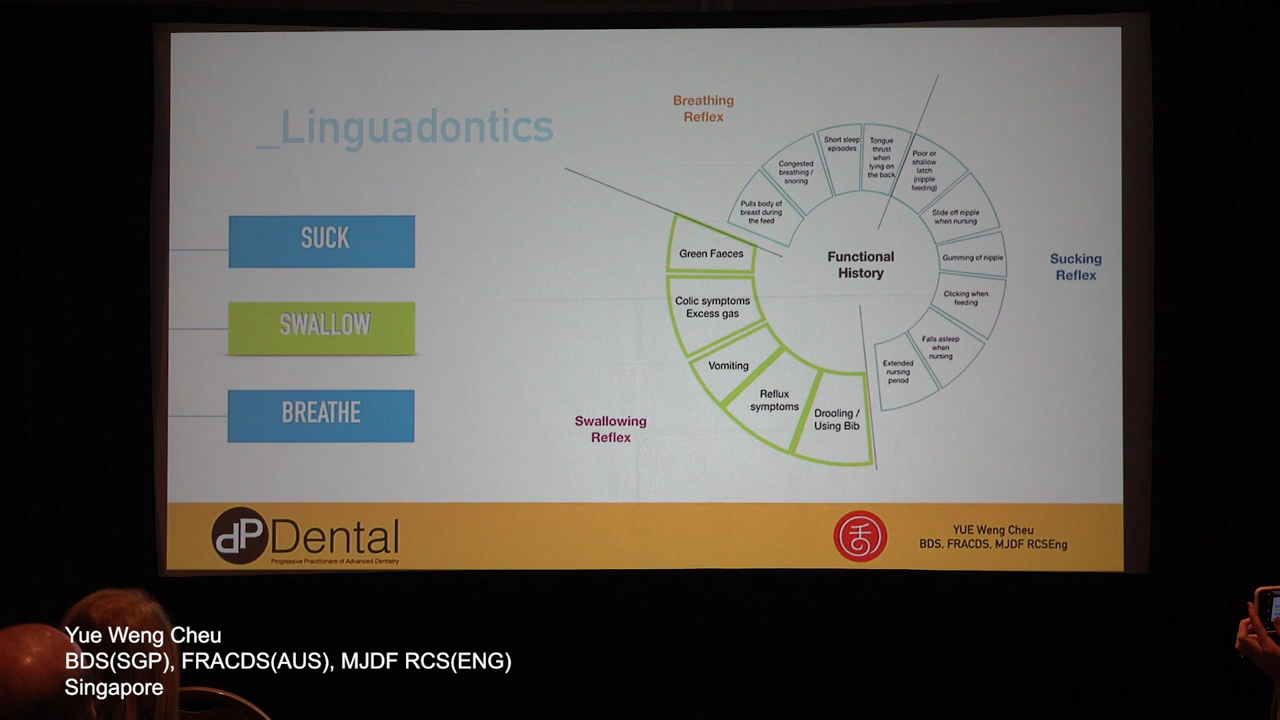 _Linguadontics
SUCK
SWALLOW
BREATHE
Breathing
Reflex
Pulls body of
breast during
the feed
Congested
breathing /
snoring
Short sleep
episodes
Tongue
thrust
when
lying on
the back
Poor or
shallow
latch
(nipple
feeding)
Slide off nipple
when nursing
Gumming of nipple
Clicking when
feeding
Falls asleep
when
nursing
Extended
nursing
period
Sucking
Reflex
Functional
History
Green Faeces
Colic symptoms
Excess gas
Vomiting
Reflux
symptoms
Drooling /
Using Bib
Swallowing
Reflex
dP Dental
Progressive Practitioners of Advanced Dentistry
舌
YUE Weng Cheu
BDS, FRACDS, MJDF RCSEng
Yue Weng Cheu
BDS(SGP), FRACDS(AUS), MJDF RCS(ENG)
Singapore